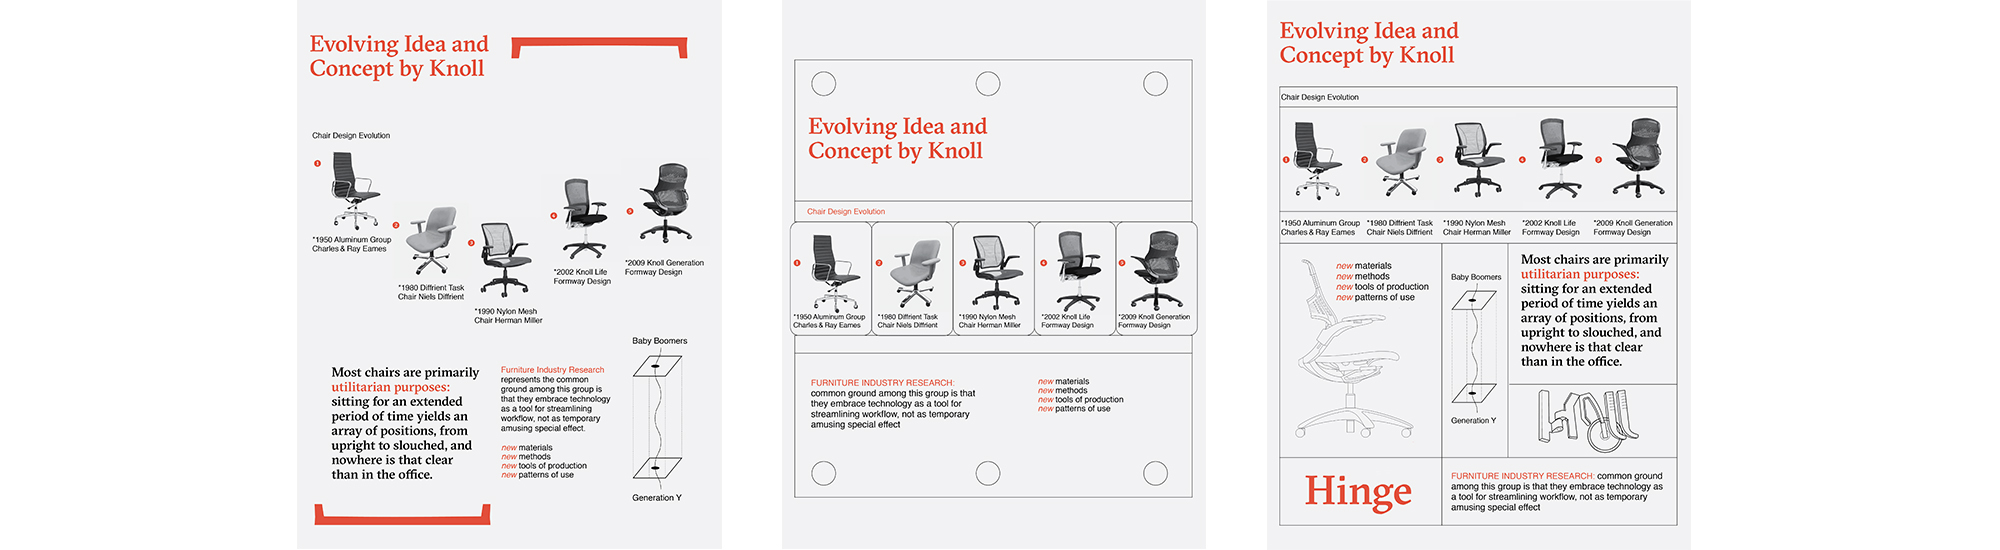 Evolving Idea and
Concept by Knoll
Chair Design Evolution
1
*1950 Aluminum Group
Charles & Ray Eames
2
*1980 Diffrient Task
Chair Niels Diffrient
3
*1990 Nylon Mesh
Chair Herman Miller
4
*2002 Knoll Life
Formway Design
*2009 Knoll Generation
Formway Design
Most chairs are primarily
utilitarian purposes:
sitting for an extended
period of time yields an
array of positions, from
upright to slouched, and
nowhere is that clear
than in the office.
Furniture Industry Research
represents the common
ground among this group is
that they embrace technology
as a tool for streamlining
workflow, not as temporary
amusing special effect.
new materials
new methods
new tools of production
new patterns of use
Baby Boomers
Generation Y
Evolving Idea and
Concept by Knoll
Chair Design Evolution
1
*1950 Aluminum Group
Charles & Ray Eames
2
*1980 Diffrient Task
Chair Niels Diffrient
3
*1990 Nylon Mesh
Chair Herman Miller
4
*2002 Knoll Life
Formway Design
*2009 Knoll Generation
Formway Design
FURNITURE INDUSTRY RESEARCH:
common ground among this group is that
they embrace technology as a tool for
streamlining workflow, not as temporary
amusing special effect
new materials
new methods
new tools of production
new patterns of use
Evolving Idea and
Concept by Knoll
Chair Design Evolution
1
*1950 Aluminum Group
Charles & Ray Eames
2
*1980 Diffrient Task
Chair Niels Diffrient
3
*1990 Nylon Mesh
Chair Herman Miller
4
*2002 Knoll Life
Formway Design
*2009 Knoll Generation
Formway Design
new materials
new methods
new tools of production
new patterns of use
Baby Boomers
Generation Y
Most chairs are primarily
utilitarian purposes:
sitting for an extended
period of time yields an
array of positions, from
upright to slouched, and
nowhere is that clear
than in the office.
Hinge
FURNITURE INDUSTRY RESEARCH: common ground
among this group is that they embrace technology as
a tool for streamlining workflow, not as temporary
amusing special effect